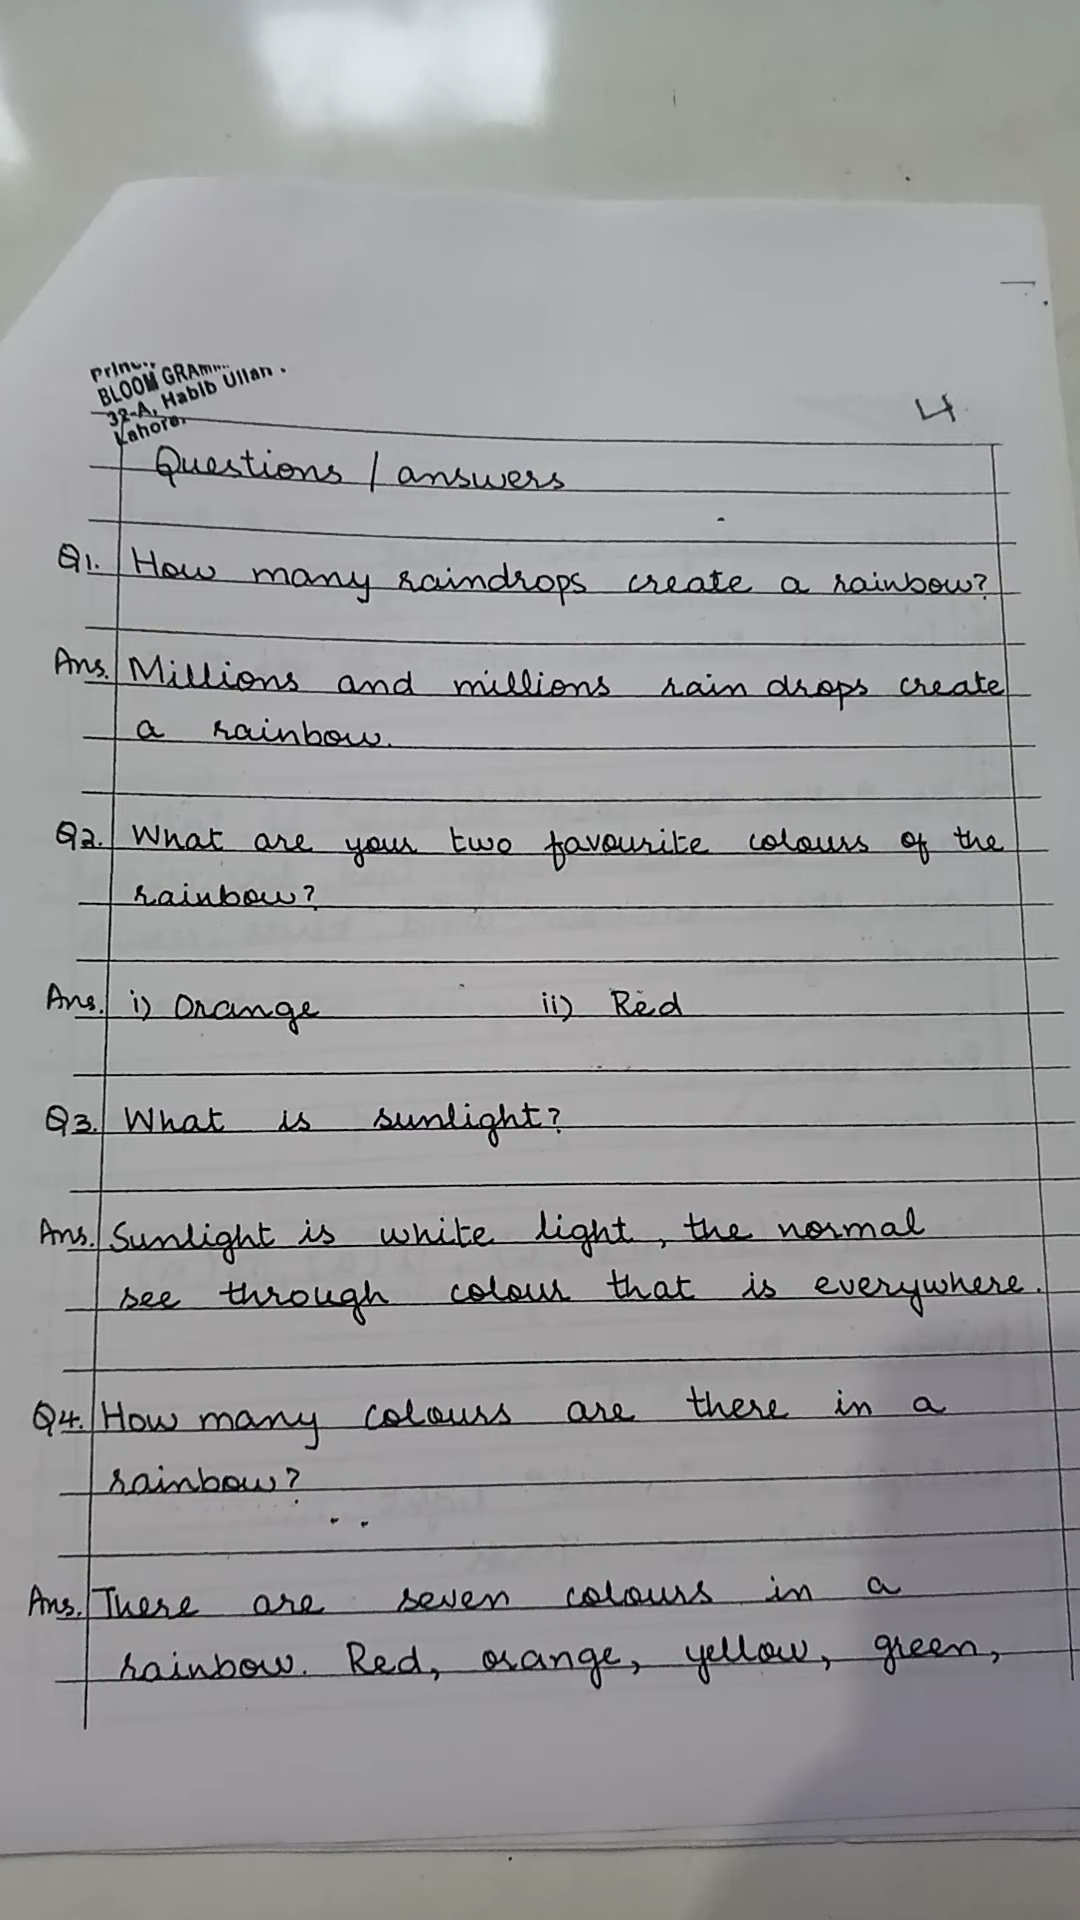 BLOOM
32-A, Habib Ullah
Lahore
4
Questions / answers
Q1. How many raindrops create a rainbow?
Ans. Millions and millions rain drops create
a rainbow.
Q2. What are your two favourite colours of the
rainbow?
Ans. i) Orange ii) Red
Q3. What is sunlight?
Ans. Sunlight is white light, the normal
see through colour that is everywhere.
Q4. How many colours are there in a
rainbow?
Ans. There are seven colours in a
rainbow. Red, orange, yellow, green,